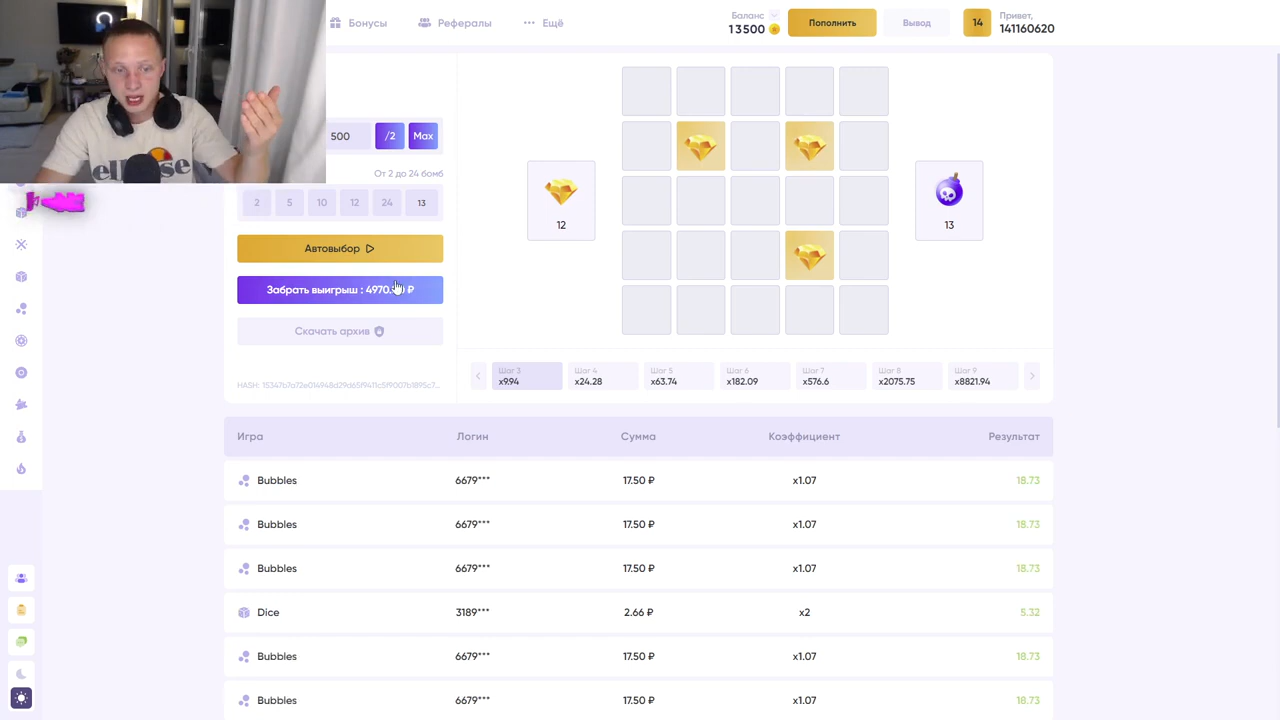 Бонусы
Рефералы
Ещё
Баланс
13500
Пополнить
Вывод
14
Привет,
141160620
500
/2
Max
От 2 до 24 бомб
2
5
10
12
24
13
Автовыбор
Забрать выигрыш : 4970. ₽
Скачать архив
12
13
Шаг 3
x9.94
Шаг 4
x24.28
Шаг 5
x63.74
Шаг 6
x182.09
Шаг 7
x576.6
Шаг 8
x2075.75
Шаг 9
x8821.94
HASH:
Игра Логин Сумма Коэффициент Результат
Bubbles 6679*** 17.50 ₽ x1.07 18.73
Bubbles 6679*** 17.50 ₽ x1.07 18.73
Bubbles 6679*** 17.50 ₽ x1.07 18.73
Dice 3189*** 2.66 ₽ x2 5.32
Bubbles 6679*** 17.50 ₽ x1.07 18.73
Bubbles 6679*** 17.50 ₽ x1.07 18.73
ellesse